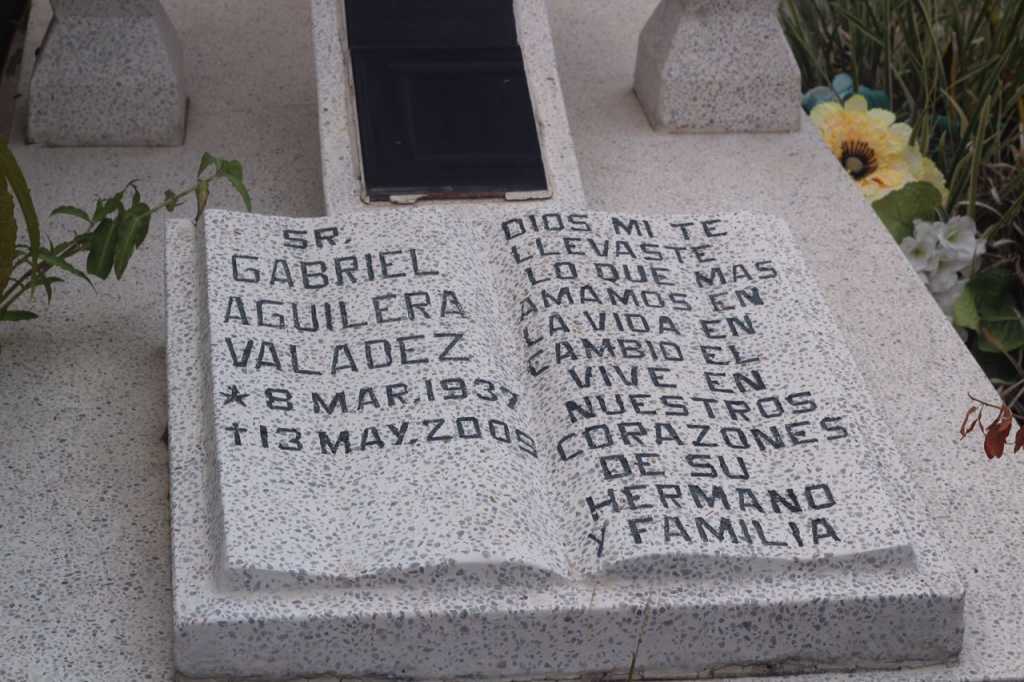 SR.
GABRIEL
AGUILERA
VALADEZ
* 8 MAR. 1937
† 13 MAY. 2005
DIOS MI TE
LLEVASTE
LO QUE MAS
AMAMOS EN
LA VIDA EN
CAMBIO EL
VIVE EN
NUESTROS
CORAZONES
DE SU
HERMANO
y FAMILIA